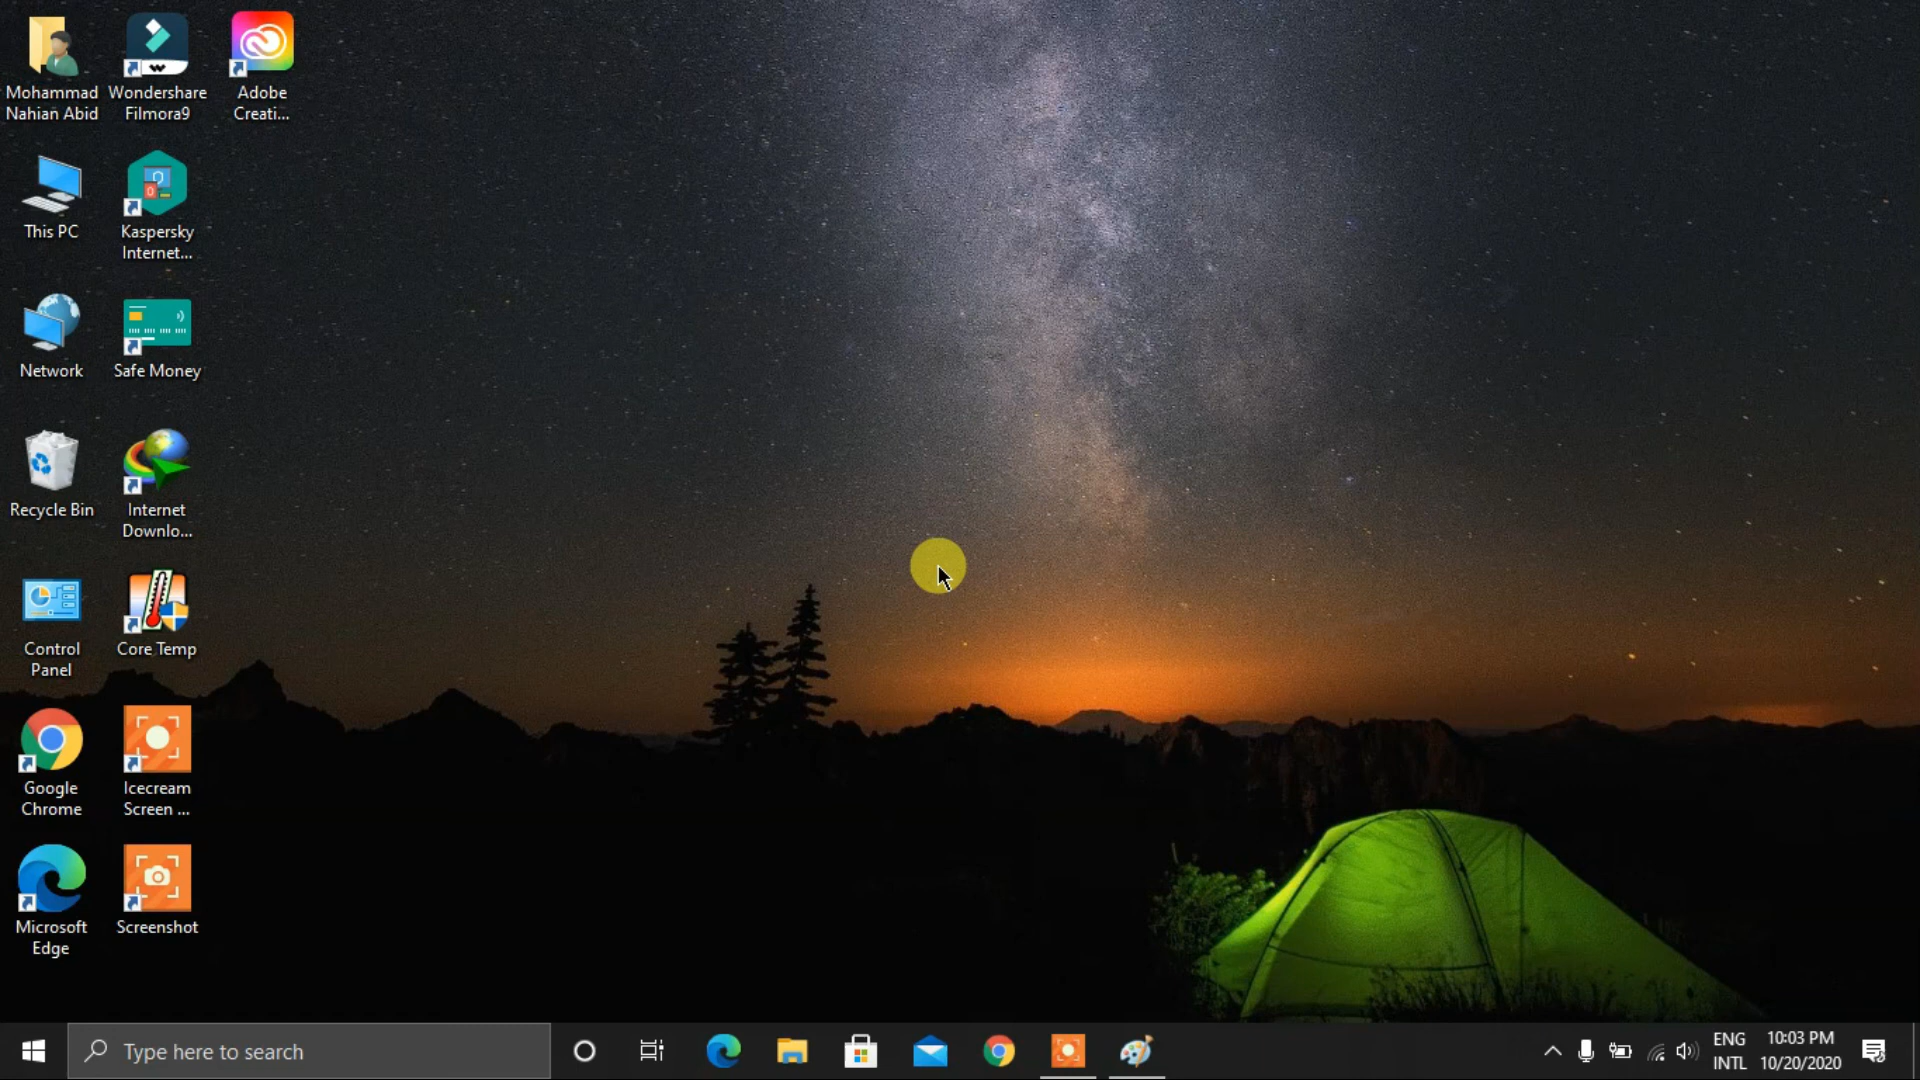 Mohammad
Nahian Abid
Wondershare
Filmora9
Adobe
Creati...
This PC
Kaspersky
Internet...
Network
Safe Money
Recycle Bin
Internet
Downlo...
Control
Panel
Core Temp
Google
Chrome
Icecream
Screen ...
Microsoft
Edge
Screenshot
Type here to search
ENG
INTL
10:03 PM
10/20/2020